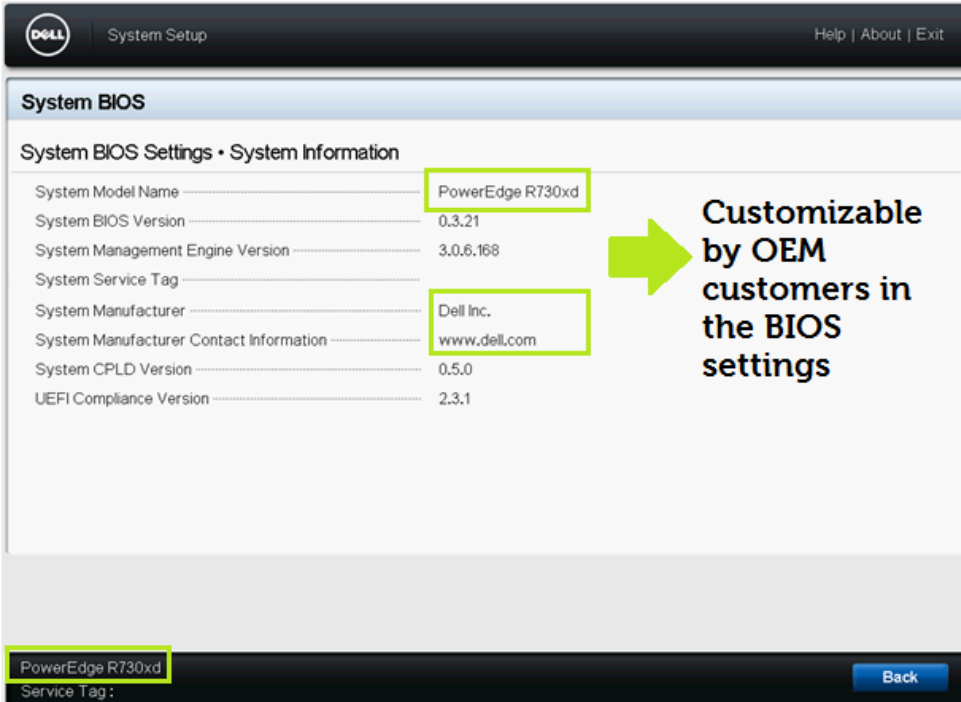 DELL
System Setup
Help | About | Exit
System BIOS
System BIOS Settings • System Information
System Model Name PowerEdge R730xd
System BIOS Version 0.3.21
System Management Engine Version 3.0.6.168
System Service Tag
System Manufacturer Dell Inc.
System Manufacturer Contact Information www.dell.com
System CPLD Version 0.5.0
UEFI Compliance Version 2.3.1
Customizable
by OEM
customers in
the BIOS
settings
PowerEdge R730xd
Service Tag:
Back